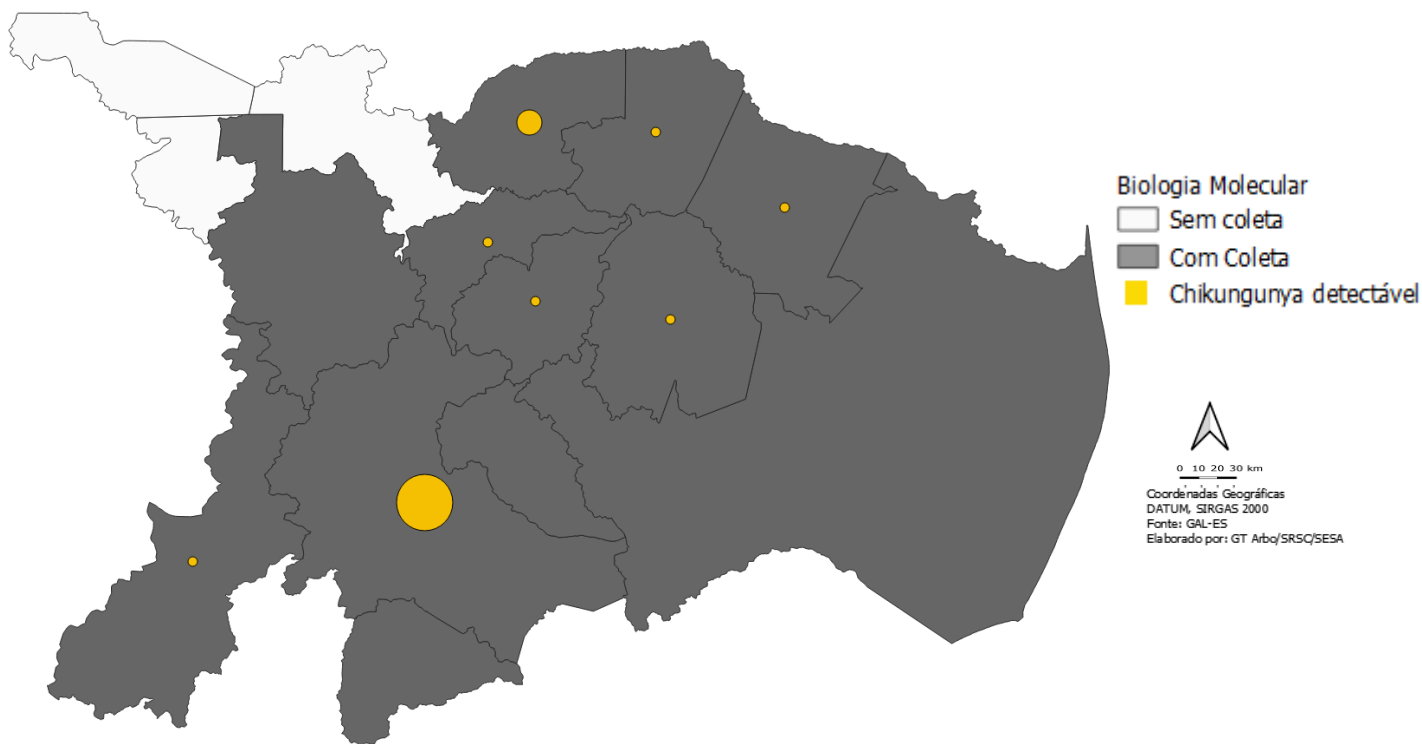 Biologia Molecular
Sem coleta
Com Coleta
Chikungunya detectável
0 10 20 30 km
Coordenadas Geográficas
DATUM, SIRGAS 2000
Fonte: GAL-ES
Elaborado por: GT Arbo/SRSC/SESA